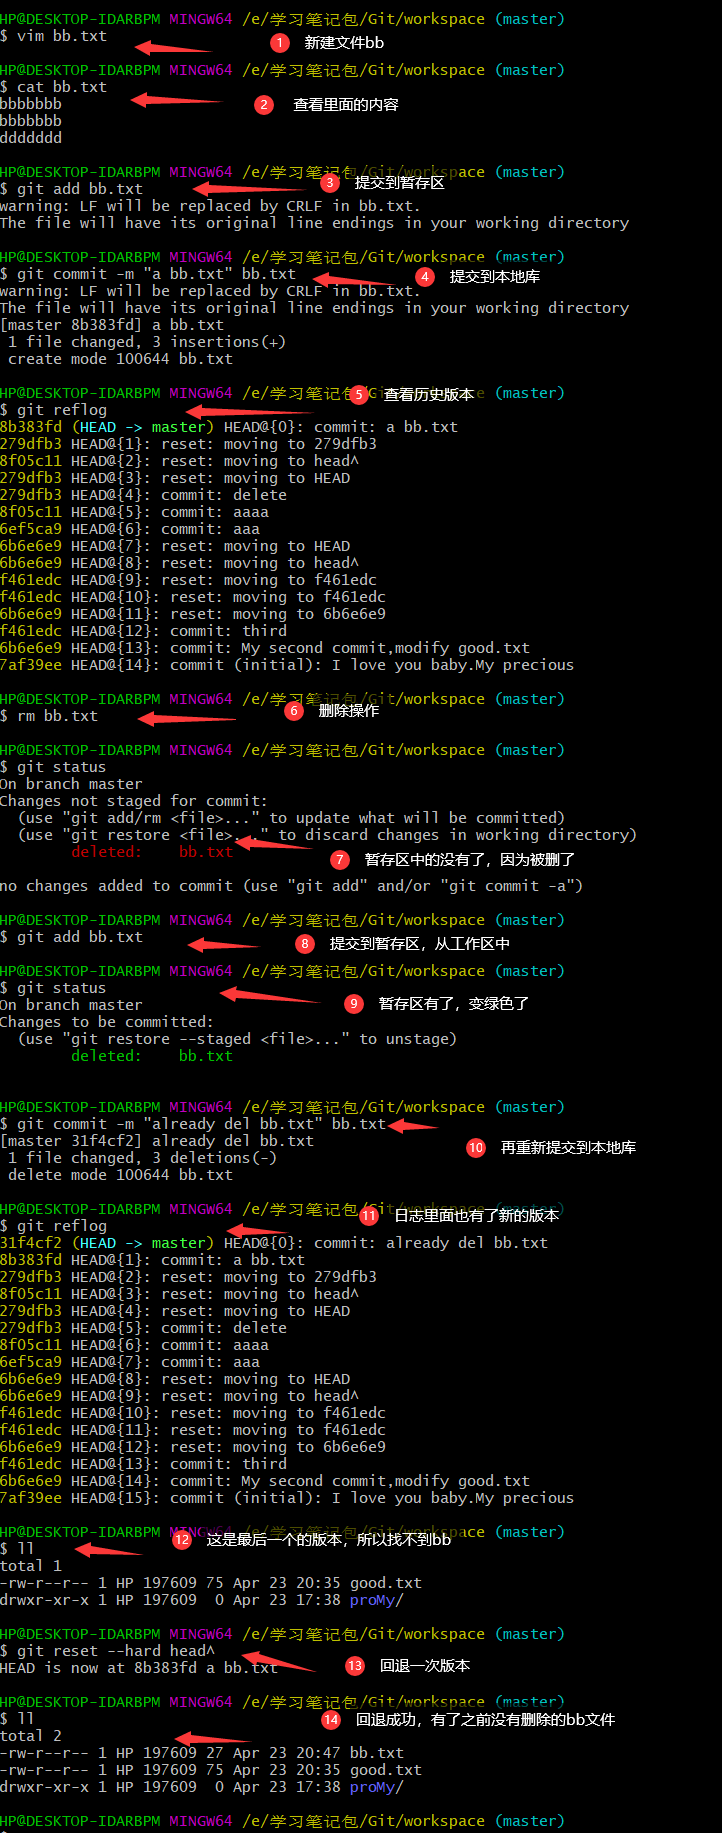 HP@DESKTOP-IDARBPM MINGW64 /e/学习笔记包/Git/workspace (master)
$ vim bb.txt
1 新建文件bb
HP@DESKTOP-IDARBPM MINGW64 /e/学习笔记包/Git/workspace (master)
$ cat bb.txt
bbbbbbb
2 查看里面的内容
bbbbbbb
ddddddd
HP@DESKTOP-IDARBPM MINGW64 /e/学习笔记包/Git/workspace (master)
$ git add bb.txt
3 提交到暂存区
warning: LF will be replaced by CRLF in bb.txt.
The file will have its original line endings in your working directory
HP@DESKTOP-IDARBPM MINGW64 /e/学习笔记包/Git/workspace (master)
$ git commit -m "a bb.txt" bb.txt
4 提交到本地库
warning: LF will be replaced by CRLF in bb.txt.
The file will have its original line endings in your working directory
[master 8b383fd] a bb.txt
1 file changed, 3 insertions(+)
create mode 100644 bb.txt
HP@DESKTOP-IDARBPM MINGW64 /e/学习笔记包/Git/workspace (master)
5 查看历史版本
$ git reflog
8b383fd (HEAD -> master) HEAD@{0}: commit: a bb.txt
279dfb3 HEAD@{1}: reset: moving to 279dfb3
8f05c11 HEAD@{2}: reset: moving to head^
279dfb3 HEAD@{3}: reset: moving to HEAD
279dfb3 HEAD@{4}: commit: delete
8f05c11 HEAD@{5}: commit: aaaa
6ef5ca9 HEAD@{6}: commit: aaa
6b6e6e9 HEAD@{7}: reset: moving to HEAD
6b6e6e9 HEAD@{8}: reset: moving to head^
f461edc HEAD@{9}: reset: moving to f461edc
f461edc HEAD@{10}: reset: moving to f461edc
6b6e6e9 HEAD@{11}: reset: moving to 6b6e6e9
f461edc HEAD@{12}: commit: third
6b6e6e9 HEAD@{13}: commit: My second commit,modify good.txt
7af39ee HEAD@{14}: commit (initial): I love you baby.My precious
HP@DESKTOP-IDARBPM MINGW64 /e/学习笔记包/Git/workspace (master)
$ rm bb.txt
6 删除操作
HP@DESKTOP-IDARBPM MINGW64 /e/学习笔记包/Git/workspace (master)
$ git status
On branch master
Changes not staged for commit:
(use "git add/rm <file>..." to update what will be committed)
(use "git restore <file>..." to discard changes in working directory)
deleted: bb.txt
7 暂存区中的没有了，因为被删了
no changes added to commit (use "git add" and/or "git commit -a")
HP@DESKTOP-IDARBPM MINGW64 /e/学习笔记包/Git/workspace (master)
$ git add bb.txt
8 提交到暂存区，从工作区中
HP@DESKTOP-IDARBPM MINGW64 /e/学习笔记包/Git/workspace (master)
$ git status
On branch master
9 暂存区有了，变绿色了
Changes to be committed:
(use "git restore --staged <file>..." to unstage)
deleted: bb.txt
HP@DESKTOP-IDARBPM MINGW64 /e/学习笔记包/Git/workspace (master)
$ git commit -m "already del bb.txt" bb.txt
[master 31f4cf2] already del bb.txt
10 再重新提交到本地库
1 file changed, 3 deletions(-)
delete mode 100644 bb.txt
HP@DESKTOP-IDARBPM MINGW64 /e/学习笔记包/Git/workspace (master)
11 日志里面也有了新的版本
$ git reflog
31f4cf2 (HEAD -> master) HEAD@{0}: commit: already del bb.txt
8b383fd HEAD@{1}: commit: a bb.txt
279dfb3 HEAD@{2}: reset: moving to 279dfb3
8f05c11 HEAD@{3}: reset: moving to head^
279dfb3 HEAD@{4}: reset: moving to HEAD
279dfb3 HEAD@{5}: commit: delete
8f05c11 HEAD@{6}: commit: aaaa
6ef5ca9 HEAD@{7}: commit: aaa
6b6e6e9 HEAD@{8}: reset: moving to HEAD
6b6e6e9 HEAD@{9}: reset: moving to head^
f461edc HEAD@{10}: reset: moving to f461edc
f461edc HEAD@{11}: reset: moving to f461edc
6b6e6e9 HEAD@{12}: reset: moving to 6b6e6e9
f461edc HEAD@{13}: commit: third
6b6e6e9 HEAD@{14}: commit: My second commit,modify good.txt
7af39ee HEAD@{15}: commit (initial): I love you baby.My precious
HP@DESKTOP-IDARBPM MINGW64 /e/学习笔记包/Git/workspace (master)
12 这是最后一个的版本，所以找不到bb
$ ll
total 1
-rw-r--r-- 1 HP 197609 75 Apr 23 20:35 good.txt
drwxr-xr-x 1 HP 197609 0 Apr 23 17:38 proMy/
HP@DESKTOP-IDARBPM MINGW64 /e/学习笔记包/Git/workspace (master)
$ git reset --hard head^
HEAD is now at 8b383fd a bb.txt
13 回退一次版本
HP@DESKTOP-IDARBPM MINGW64 /e/学习笔记包/Git/workspace (master)
$ ll
14 回退成功，有了之前没有删除的bb文件
total 2
-rw-r--r-- 1 HP 197609 27 Apr 23 20:47 bb.txt
-rw-r--r-- 1 HP 197609 75 Apr 23 20:35 good.txt
drwxr-xr-x 1 HP 197609 0 Apr 23 17:38 proMy/
HP@DESKTOP-IDARBPM MINGW64 /e/学习笔记包/Git/workspace (master)